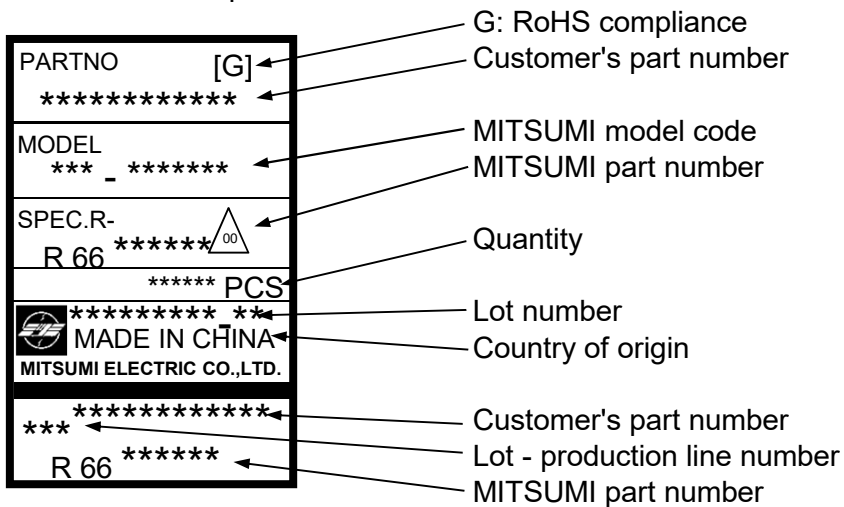 G: RoHS compliance
PARTNO [G]
Customer's part number
************
MODEL
MITSUMI model code
*** - *******
MITSUMI part number
SPEC.R-
R 66 ****** 00
Quantity
****** PCS
*********-**
Lot number
MADE IN CHINA
Country of origin
MITSUMI ELECTRIC CO.,LTD.
************
Customer's part number
***
Lot - production line number
R 66 ******
MITSUMI part number